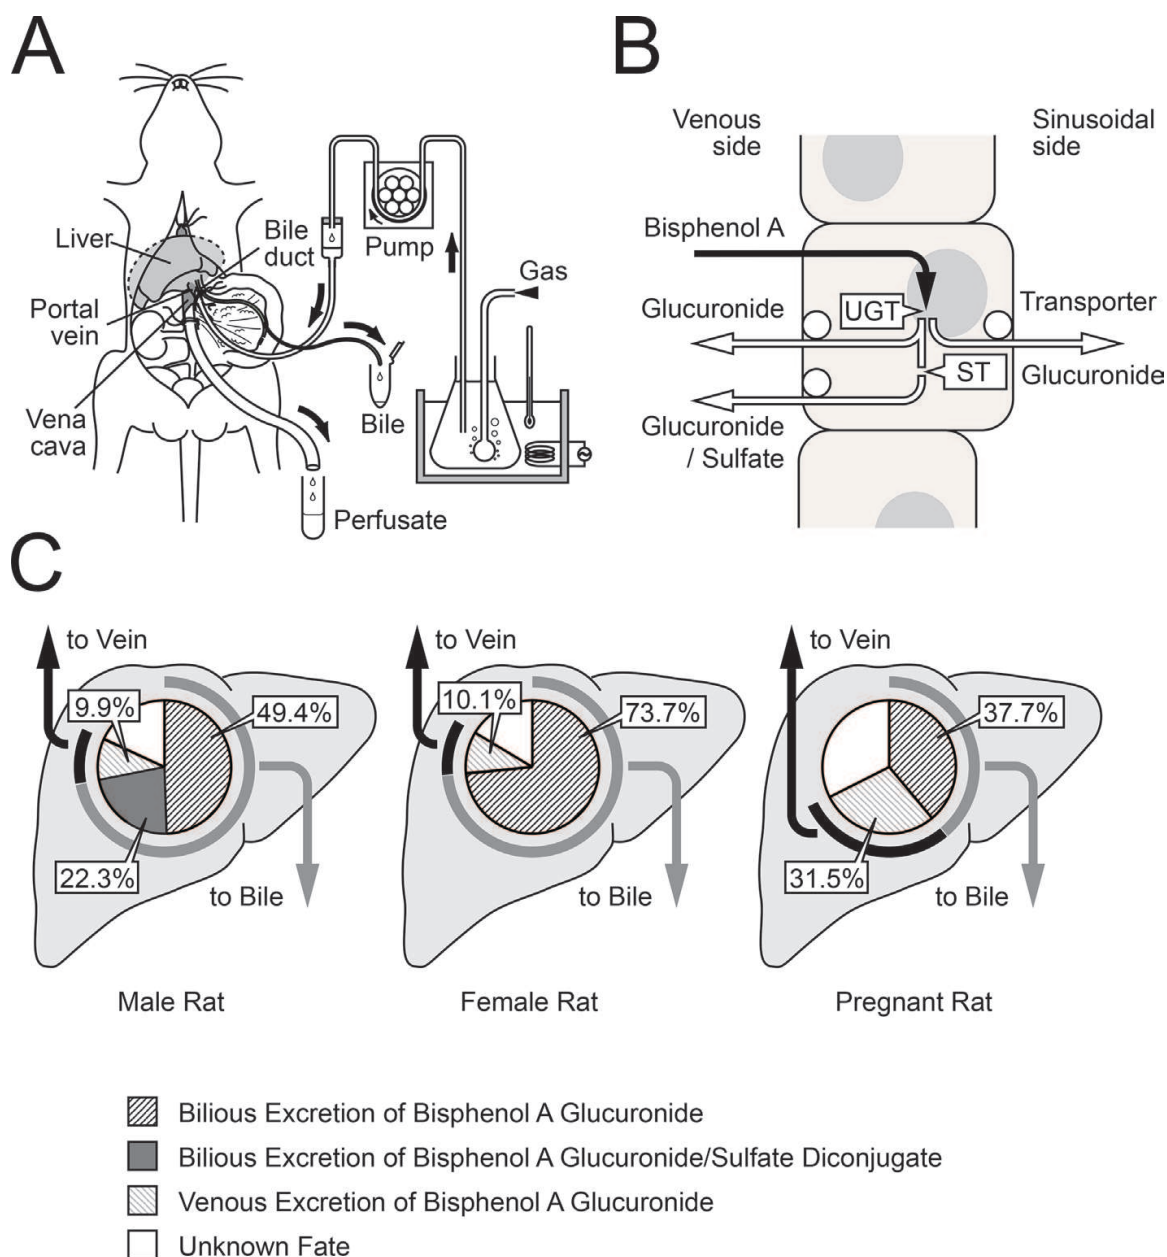 A
Liver
Bile
duct
Portal
vein
Vena
cava
Pump
Gas
Bile
Perfusate
B
Venous
side
Sinusoidal
side
Bisphenol A
Glucuronide
UGT
Transporter
ST
Glucuronide
Glucuronide
/ Sulfate
C
to Vein
9.9%
49.4%
22.3%
to Bile
Male Rat
to Vein
10.1%
73.7%
to Bile
Female Rat
to Vein
37.7%
31.5%
to Bile
Pregnant Rat
Bilious Excretion of Bisphenol A Glucuronide
Bilious Excretion of Bisphenol A Glucuronide/Sulfate Diconjugate
Venous Excretion of Bisphenol A Glucuronide
Unknown Fate